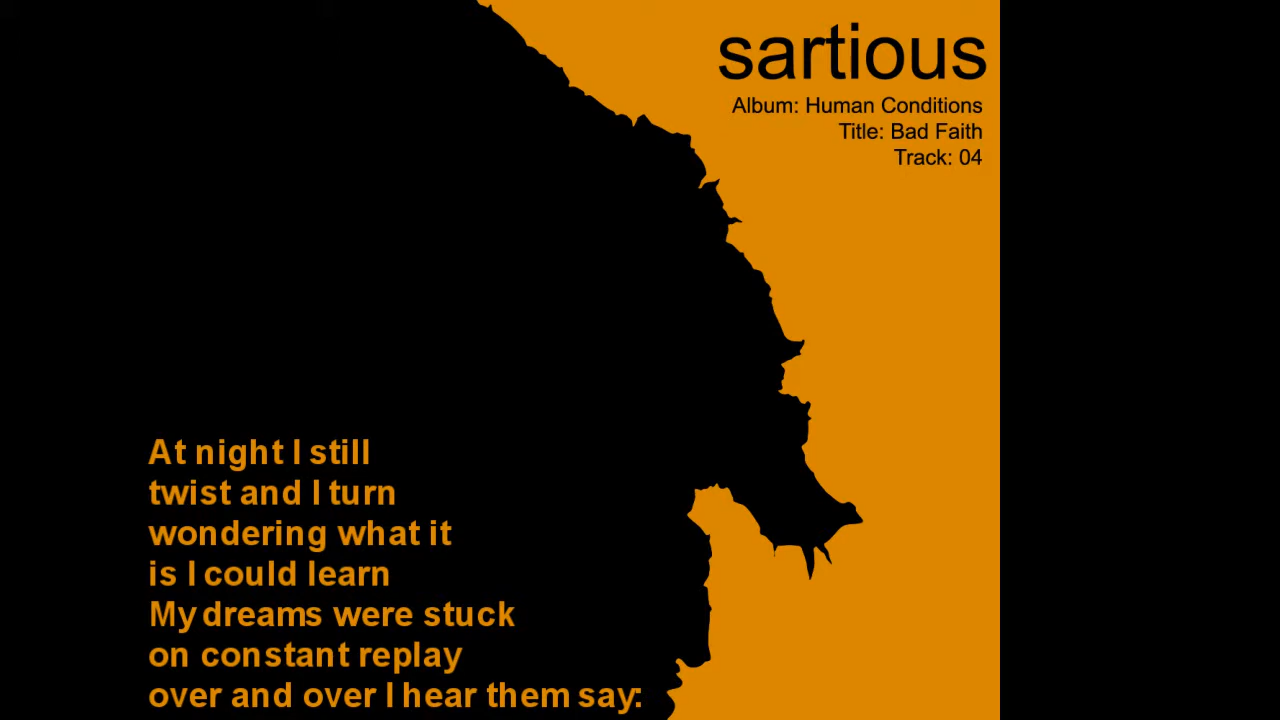 sartious
Album: Human Conditions
Title: Bad Faith
Track: 04
At night I still
twist and I turn
wondering what it
is I could learn
My dreams were stuck
on constant replay
over and over I hear them say: